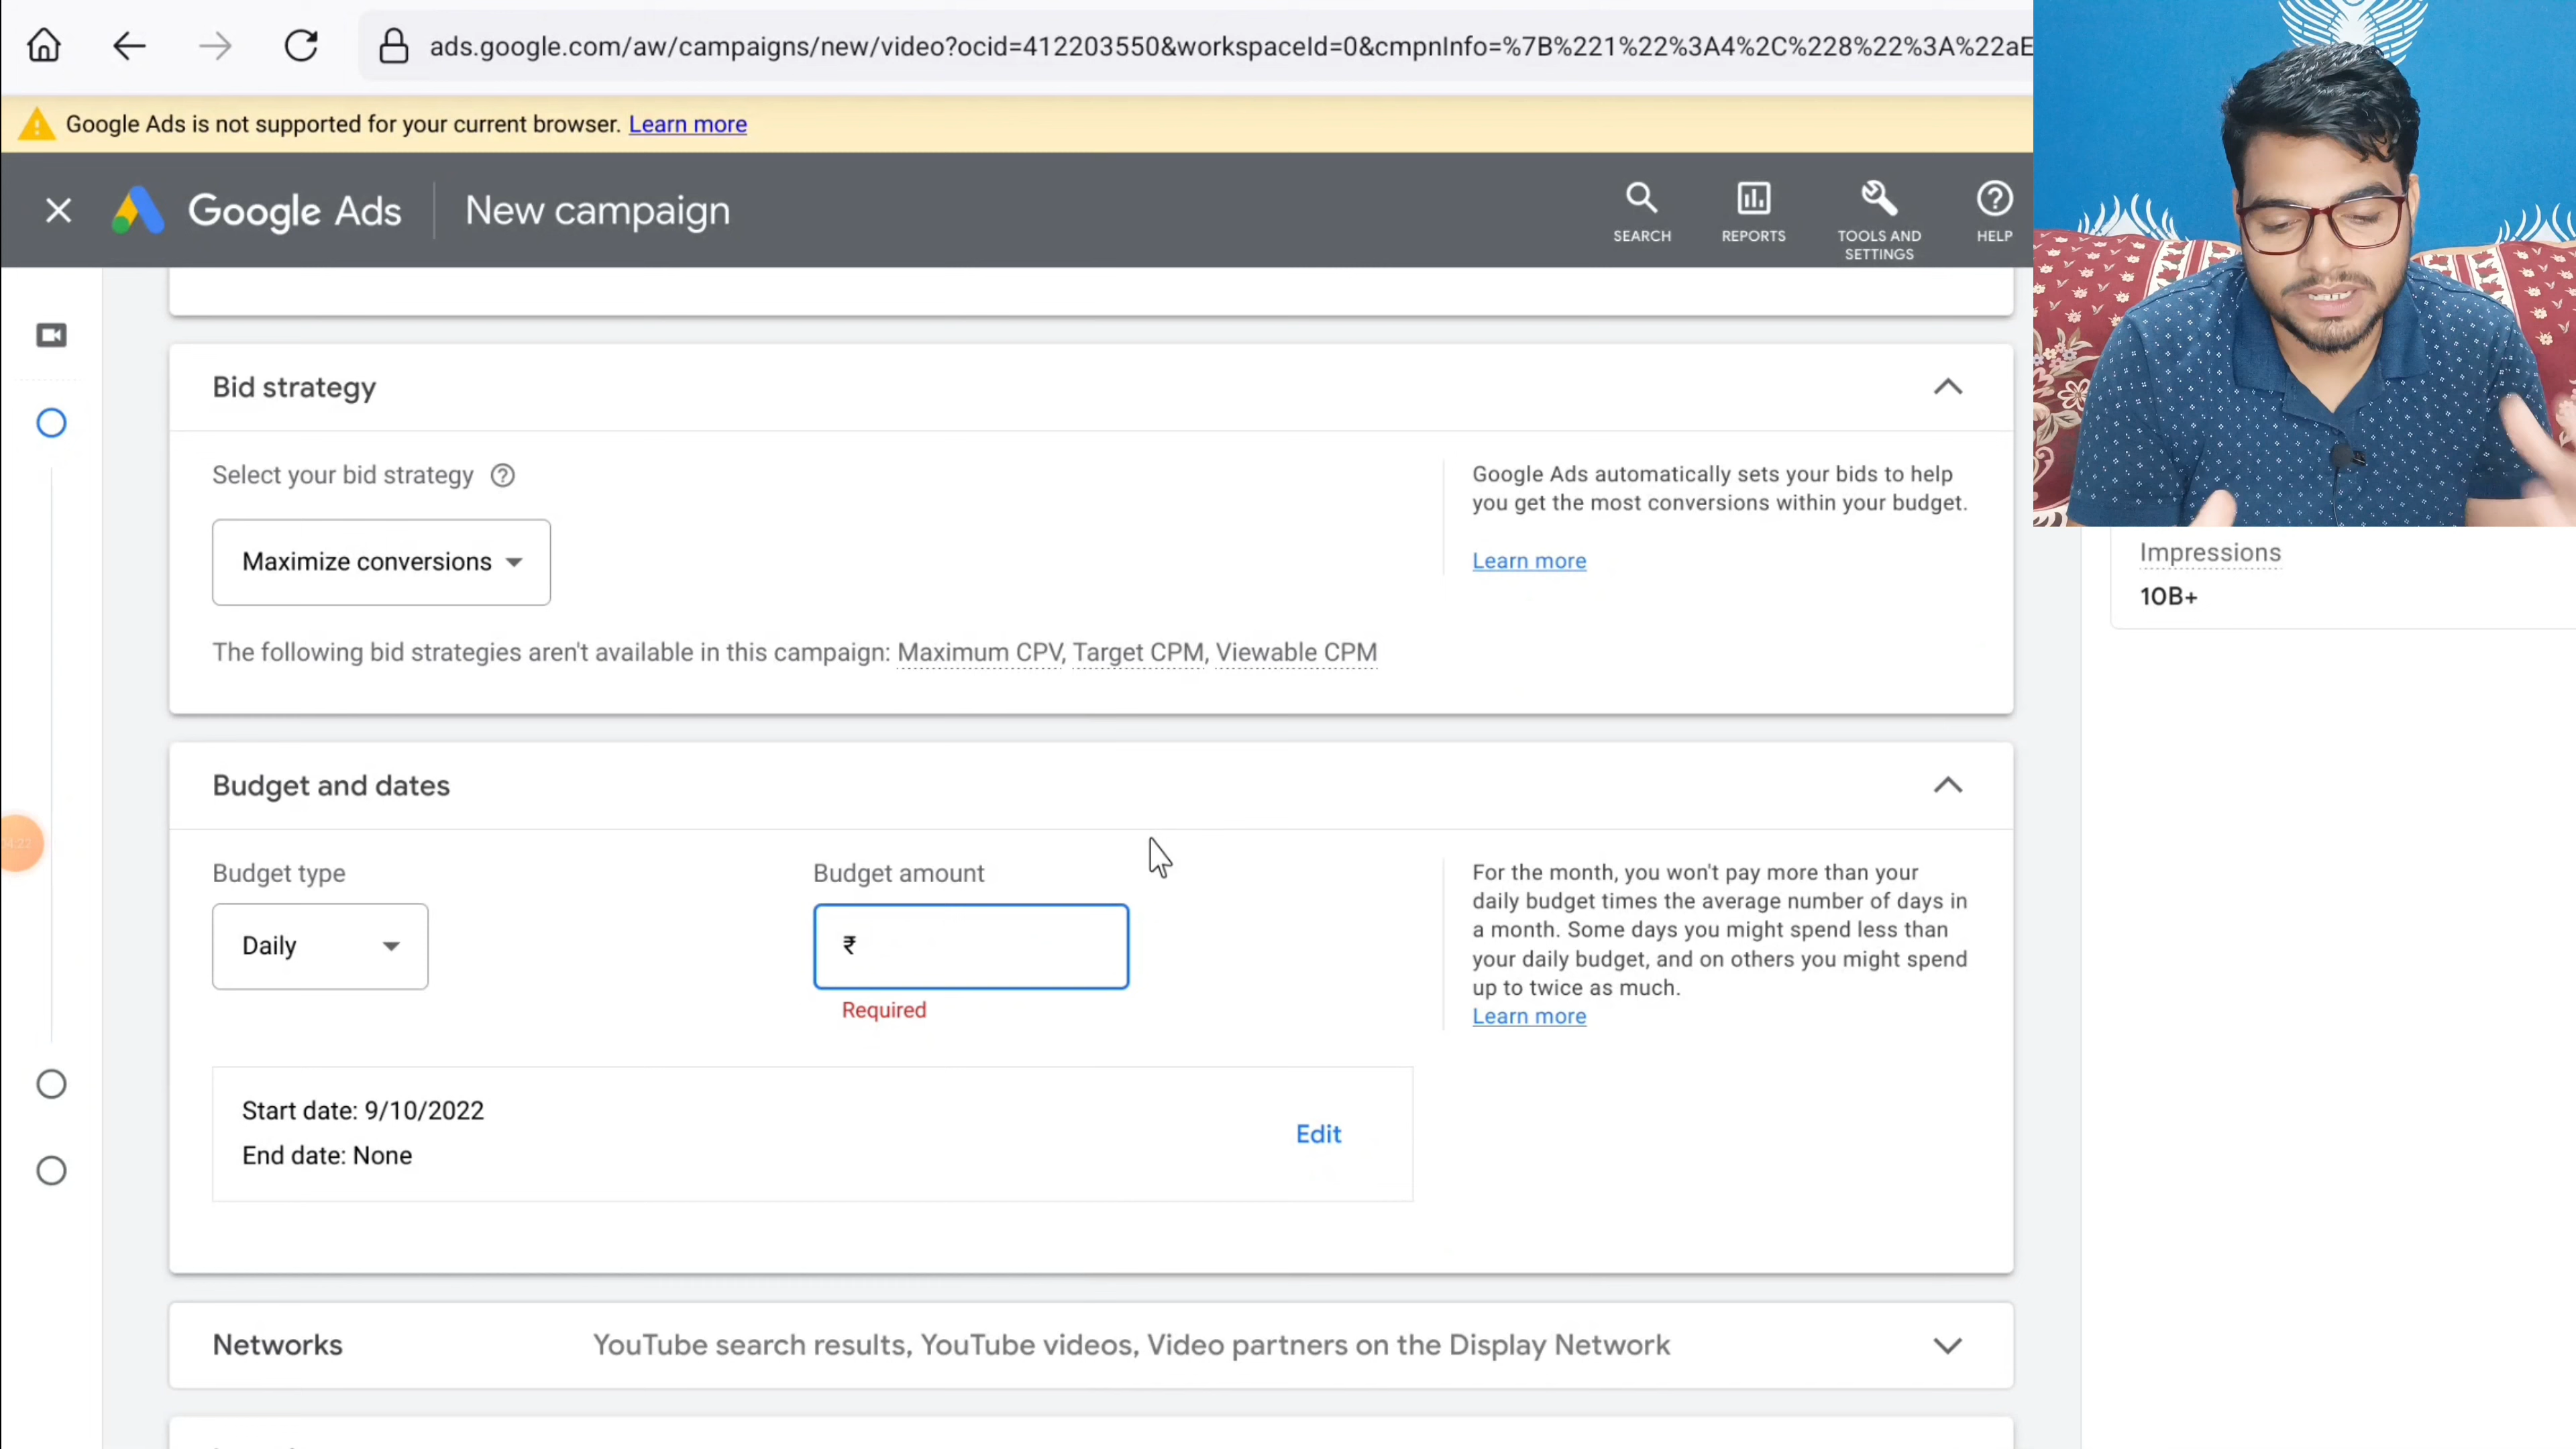 ads.google.com/aw/campaigns/new/video?ocid=412203550&workspaceId=0&cmpnInfo=%7B%221%22%3A4%2C%228%22%3A%22aE
Google Ads is not supported for your current browser. Learn more
Google Ads New campaign
SEARCH
REPORTS
TOOLS AND
SETTINGS
HELP
Bid strategy
Select your bid strategy
Maximize conversions
The following bid strategies aren't available in this campaign: Maximum CPV, Target CPM, Viewable CPM
Google Ads automatically sets your bids to help
you get the most conversions within your budget.
Learn more
Impressions
10B+
Budget and dates
Budget type
Daily
Budget amount
₹
Required
For the month, you won't pay more than your
daily budget times the average number of days in
a month. Some days you might spend less than
your daily budget, and on others you might spend
up to twice as much.
Learn more
Start date: 9/10/2022
End date: None
Edit
Networks
YouTube search results, YouTube videos, Video partners on the Display Network